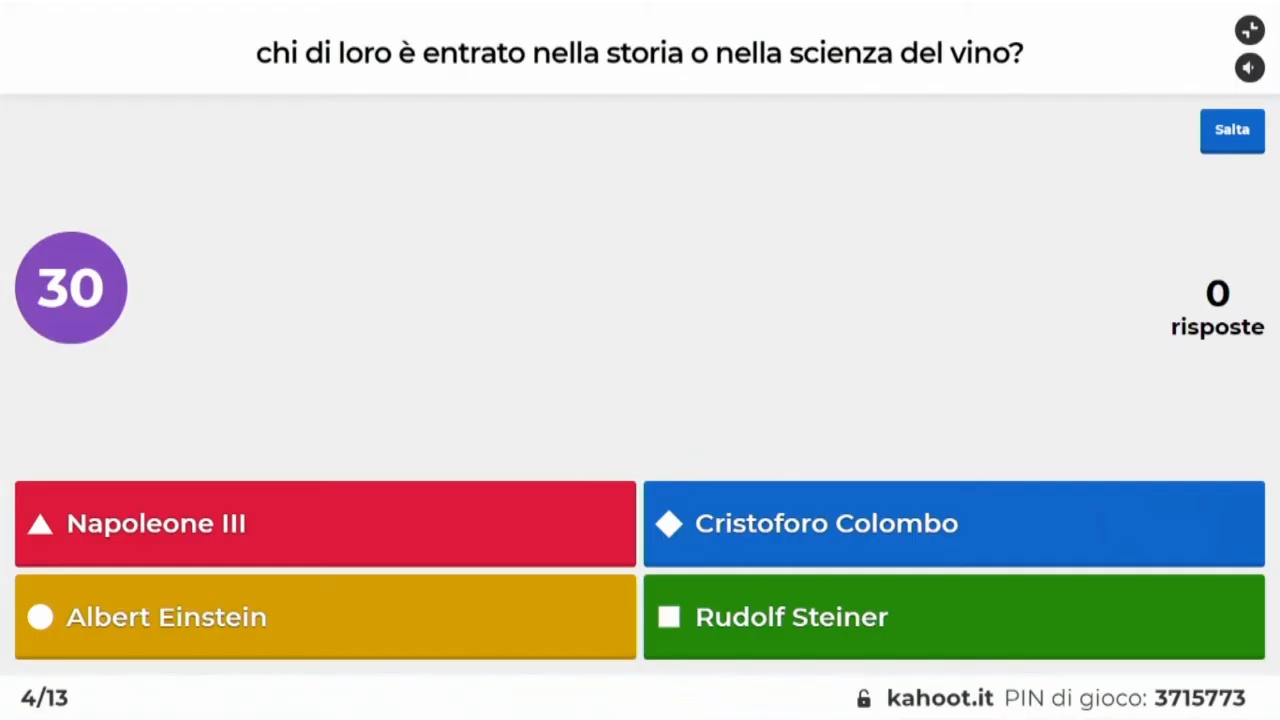 chi di loro è entrato nella storia o nella scienza del vino?
Salta
30
0
risposte
Napoleone III
Cristoforo Colombo
Albert Einstein
Rudolf Steiner
4/13
kahoot.it PIN di gioco: 3715773